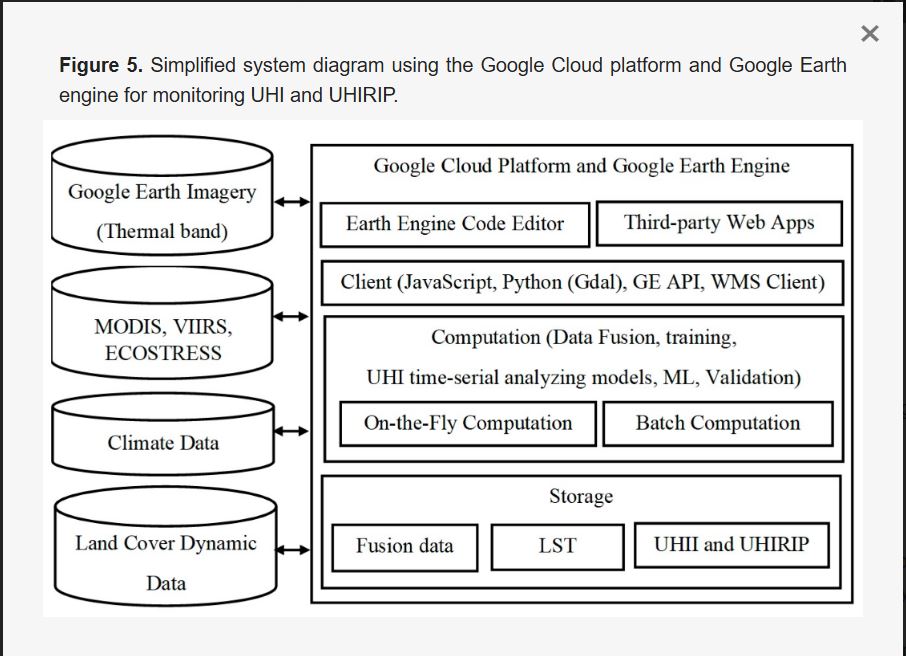 Figure 5. Simplified system diagram using the Google Cloud platform and Google Earth
engine for monitoring UHI and UHIRIP.
Google Earth Imagery
(Thermal band)
MODIS, VIIRS,
ECOSTRESS
Climate Data
Land Cover Dynamic
Data
Google Cloud Platform and Google Earth Engine
Earth Engine Code Editor
Third-party Web Apps
Client (JavaScript, Python (Gdal), GE API, WMS Client)
Computation (Data Fusion, training,
UHI time-serial analyzing models, ML, Validation)
On-the-Fly Computation
Batch Computation
Storage
Fusion data
LST
UHII and UHIRIP